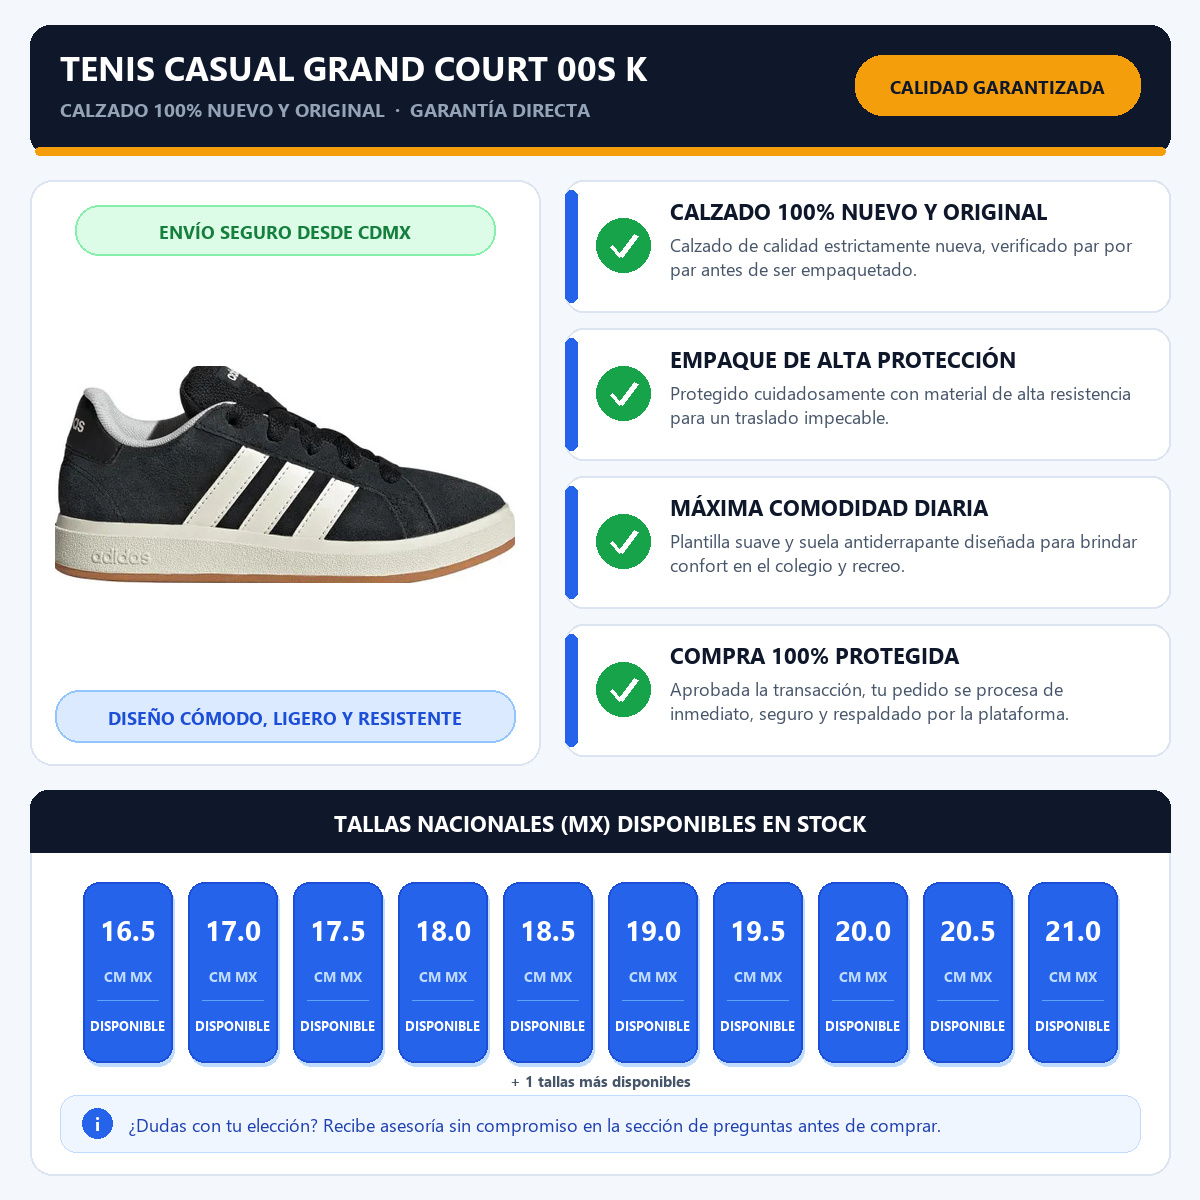 TENIS CASUAL GRAND COURT 00S K
CALZADO 100% NUEVO Y ORIGINAL · GARANTÍA DIRECTA
CALIDAD GARANTIZADA
ENVÍO SEGURO DESDE CDMX
adidas
DISEÑO CÓMODO, LIGERO Y RESISTENTE
CALZADO 100% NUEVO Y ORIGINAL
Calzado de calidad estrictamente nueva, verificado par por
par antes de ser empaquetado.
EMPAQUE DE ALTA PROTECCIÓN
Protegido cuidadosamente con material de alta resistencia
para un traslado impecable.
MÁXIMA COMODIDAD DIARIA
Plantilla suave y suela antiderrapante diseñada para brindar
confort en el colegio y recreo.
COMPRA 100% PROTEGIDA
Aprobada la transacción, tu pedido se procesa de
inmediato, seguro y respaldado por la plataforma.
TALLAS NACIONALES (MX) DISPONIBLES EN STOCK
16.5 17.0 17.5 18.0 18.5 19.0 19.5 20.0 20.5 21.0
CM MX CM MX CM MX CM MX CM MX CM MX CM MX CM MX CM MX CM MX
DISPONIBLE DISPONIBLE DISPONIBLE DISPONIBLE DISPONIBLE DISPONIBLE DISPONIBLE DISPONIBLE DISPONIBLE DISPONIBLE
+ 1 tallas más disponibles
¿Dudas con tu elección? Recibe asesoría sin compromiso en la sección de preguntas antes de comprar.